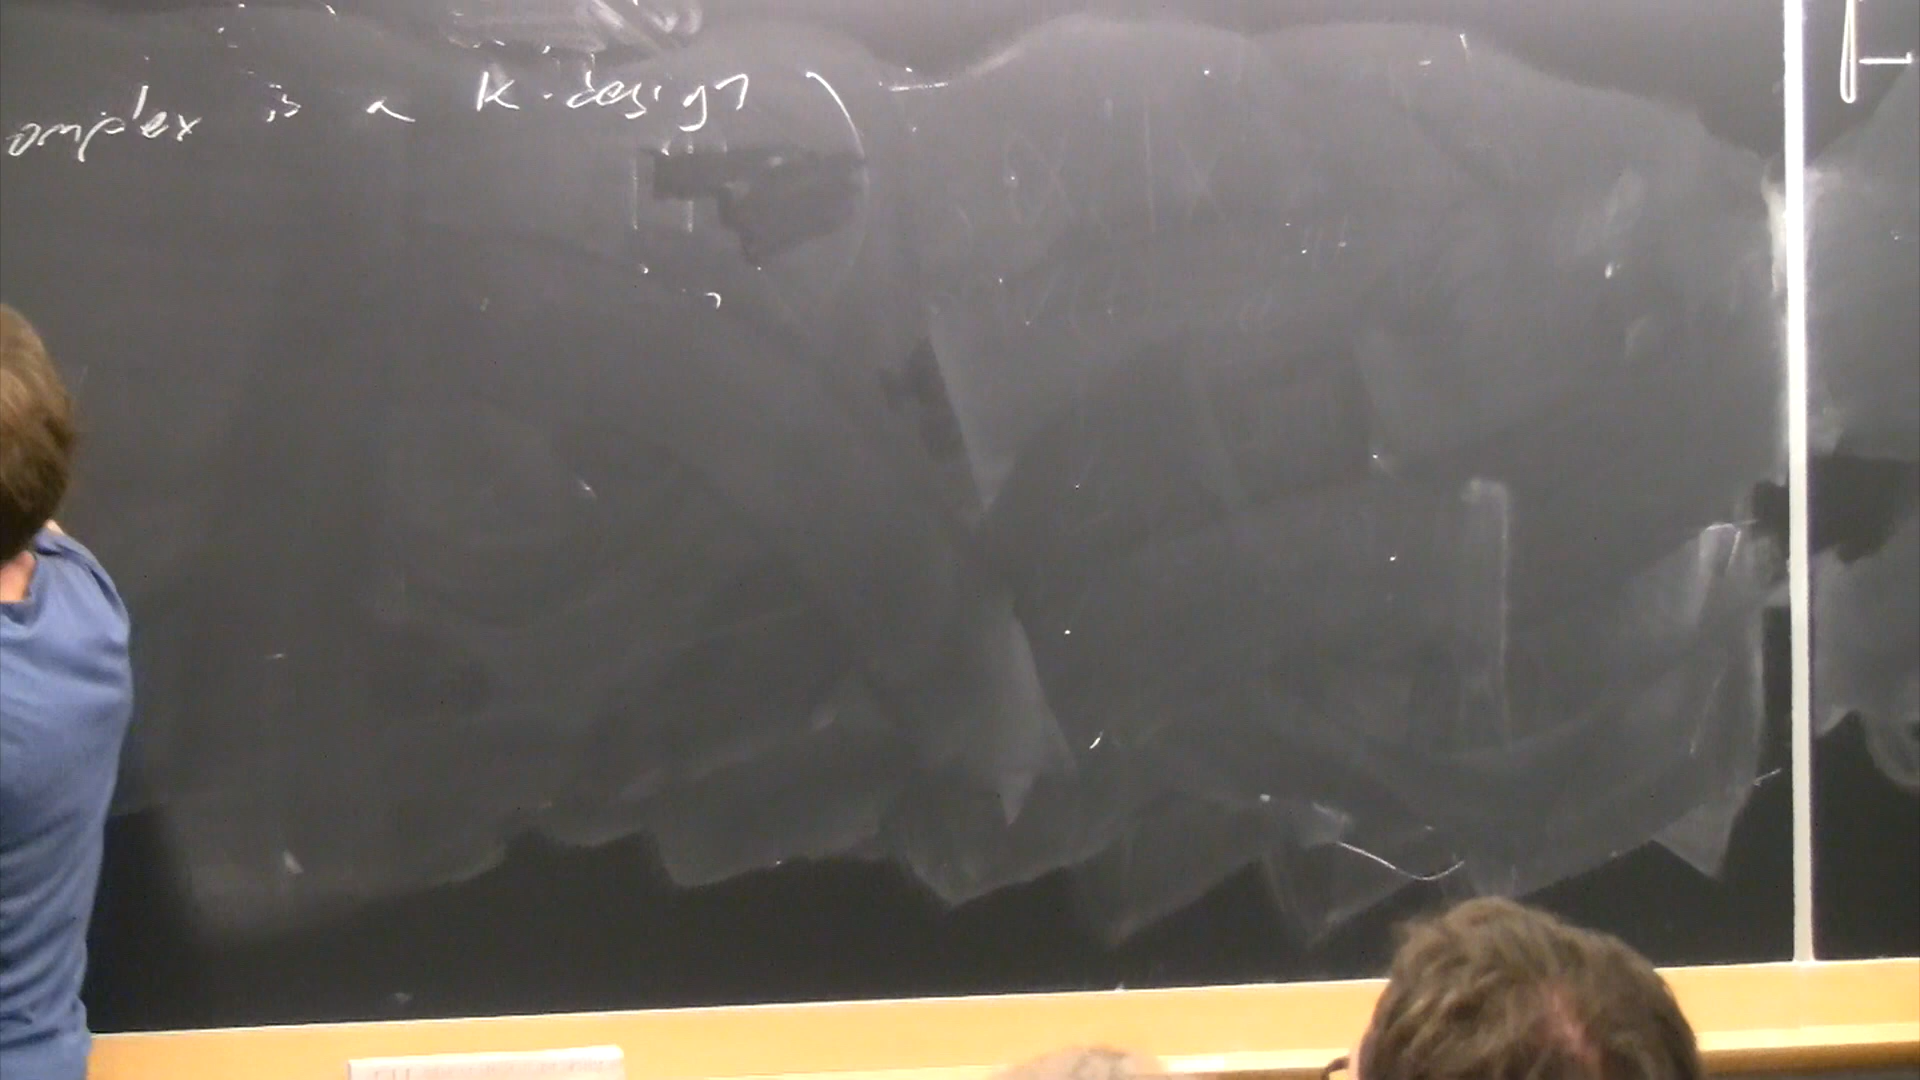 omplex is a k-design )